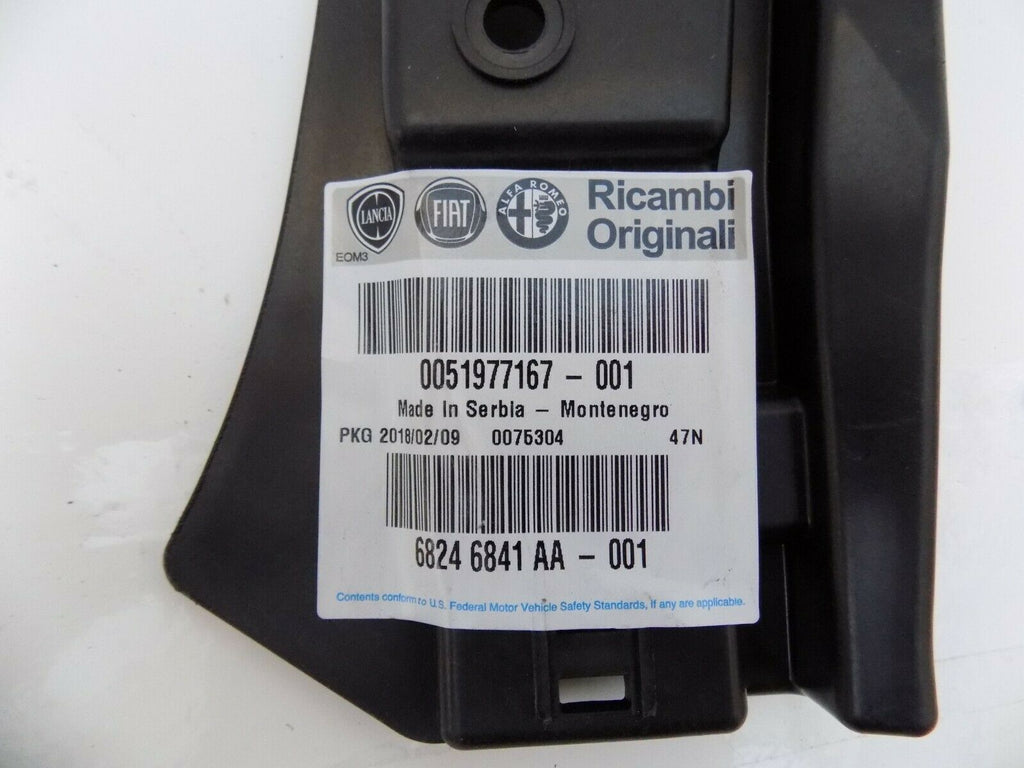 LANCIA
FIAT
ALFA ROMEO
Ricambi
Originali
EOM3
0051977167 - 001
Made In Serbia - Montenegro
PKG 2018/02/09 0075304 47N
6824 6841 AA - 001
Contents conform to U.S. Federal Motor Vehicle Safety Standards, if any are applicable.